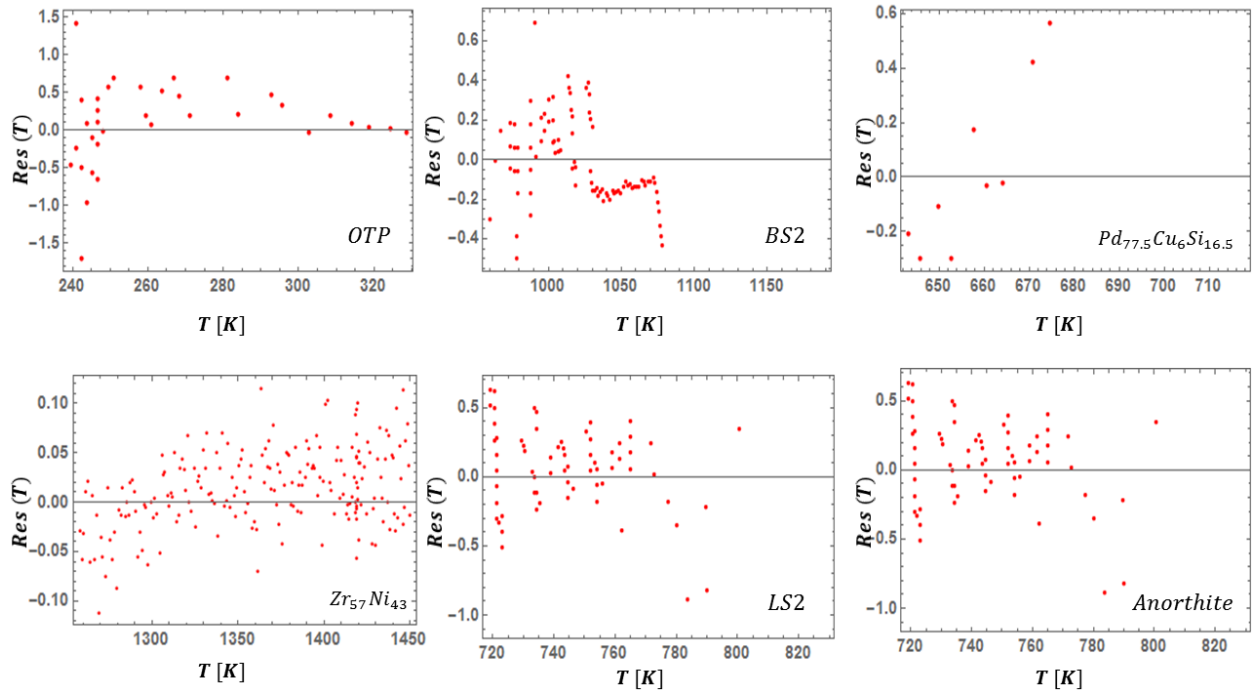 Res (T)
1.5
1.0
0.5
0.0
−0.5
−1.0
−1.5
OTP
240 260 280 300 320
T [K]
Res (T)
0.6
0.4
0.2
0.0
−0.2
−0.4
BS2
1000 1050 1100 1150
T [K]
Res (T)
0.6
0.4
0.2
0.0
−0.2
Pd77.5Cu6Si16.5
650 660 670 680 690 700 710
T [K]
Res (T)
0.10
0.05
0.00
−0.05
−0.10
Zr57Ni43
1300 1350 1400 1450
T [K]
Res (T)
0.5
0.0
−0.5
−1.0
LS2
720 740 760 780 800 820
T [K]
Res (T)
0.5
0.0
−0.5
−1.0
Anorthite
720 740 760 780 800 820
T [K]